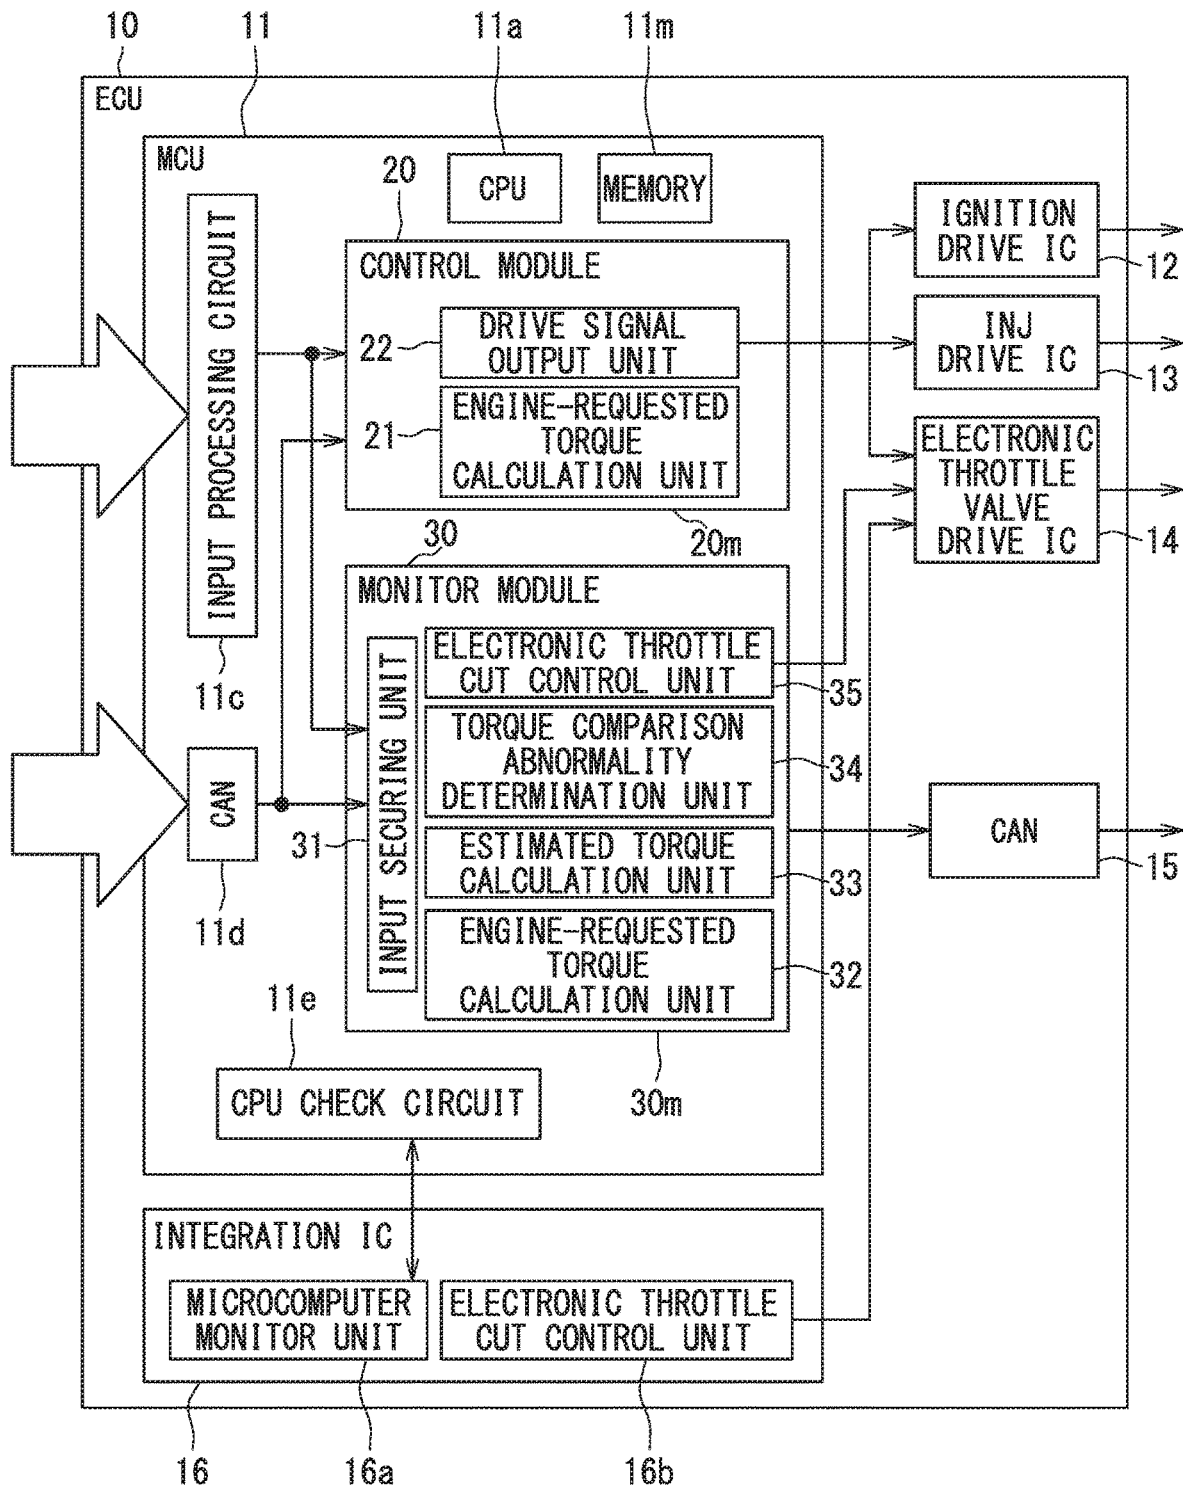 10
11
11a
11m
ECU
MCU
CPU
MEMORY
20
CONTROL MODULE
INPUT PROCESSING CIRCUIT
22
DRIVE SIGNAL
OUTPUT UNIT
21
ENGINE-REQUESTED
TORQUE
CALCULATION UNIT
20m
IGNITION
DRIVE IC
12
INJ
DRIVE IC
13
ELECTRONIC
THROTTLE
VALVE
DRIVE IC
14
30
MONITOR MODULE
11c
INPUT SECURING UNIT
31
ELECTRONIC THROTTLE
CUT CONTROL UNIT
35
TORQUE COMPARISON
ABNORMALITY
DETERMINATION UNIT
34
ESTIMATED TORQUE
CALCULATION UNIT
33
ENGINE-REQUESTED
TORQUE
CALCULATION UNIT
32
CAN
11d
CAN
15
11e
CPU CHECK CIRCUIT
30m
INTEGRATION IC
MICROCOMPUTER
MONITOR UNIT
ELECTRONIC THROTTLE
CUT CONTROL UNIT
16
16a
16b